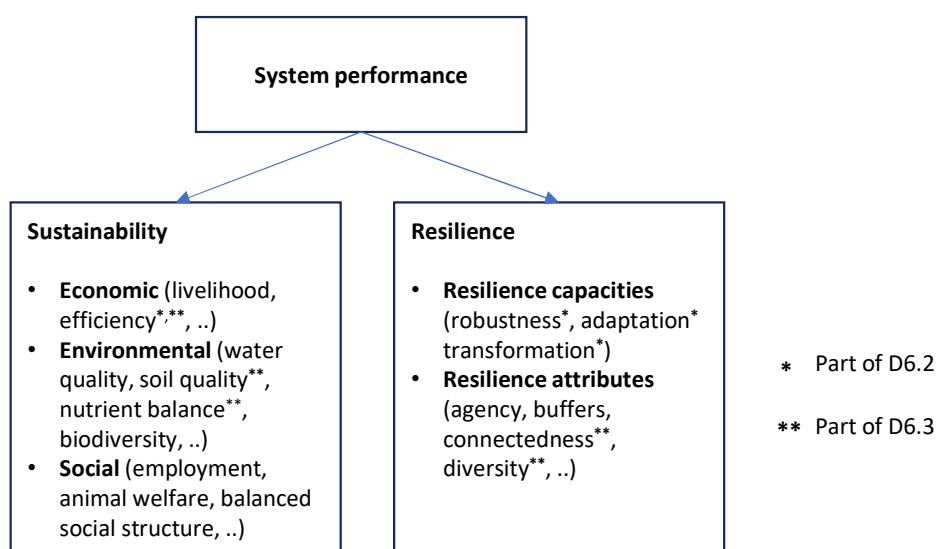 System performance
Sustainability
• Economic (livelihood,
efficiency*,**, ..)
• Environmental (water
quality, soil quality**,
nutrient balance**,
biodiversity, ..)
• Social (employment,
animal welfare, balanced
social structure, ..)
Resilience
• Resilience capacities
(robustness*, adaptation*
transformation*)
• Resilience attributes
(agency, buffers,
connectedness**,
diversity**, ..)
* Part of D6.2
** Part of D6.3